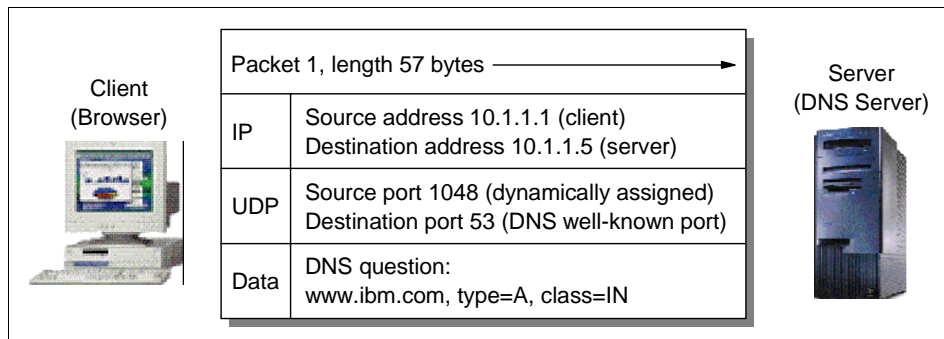 Client
(Browser)
Packet 1, length 57 bytes
IP
Source address 10.1.1.1 (client)
Destination address 10.1.1.5 (server)
UDP
Source port 1048 (dynamically assigned)
Destination port 53 (DNS well-known port)
Data
DNS question:
www.ibm.com, type=A, class=IN
Server
(DNS Server)